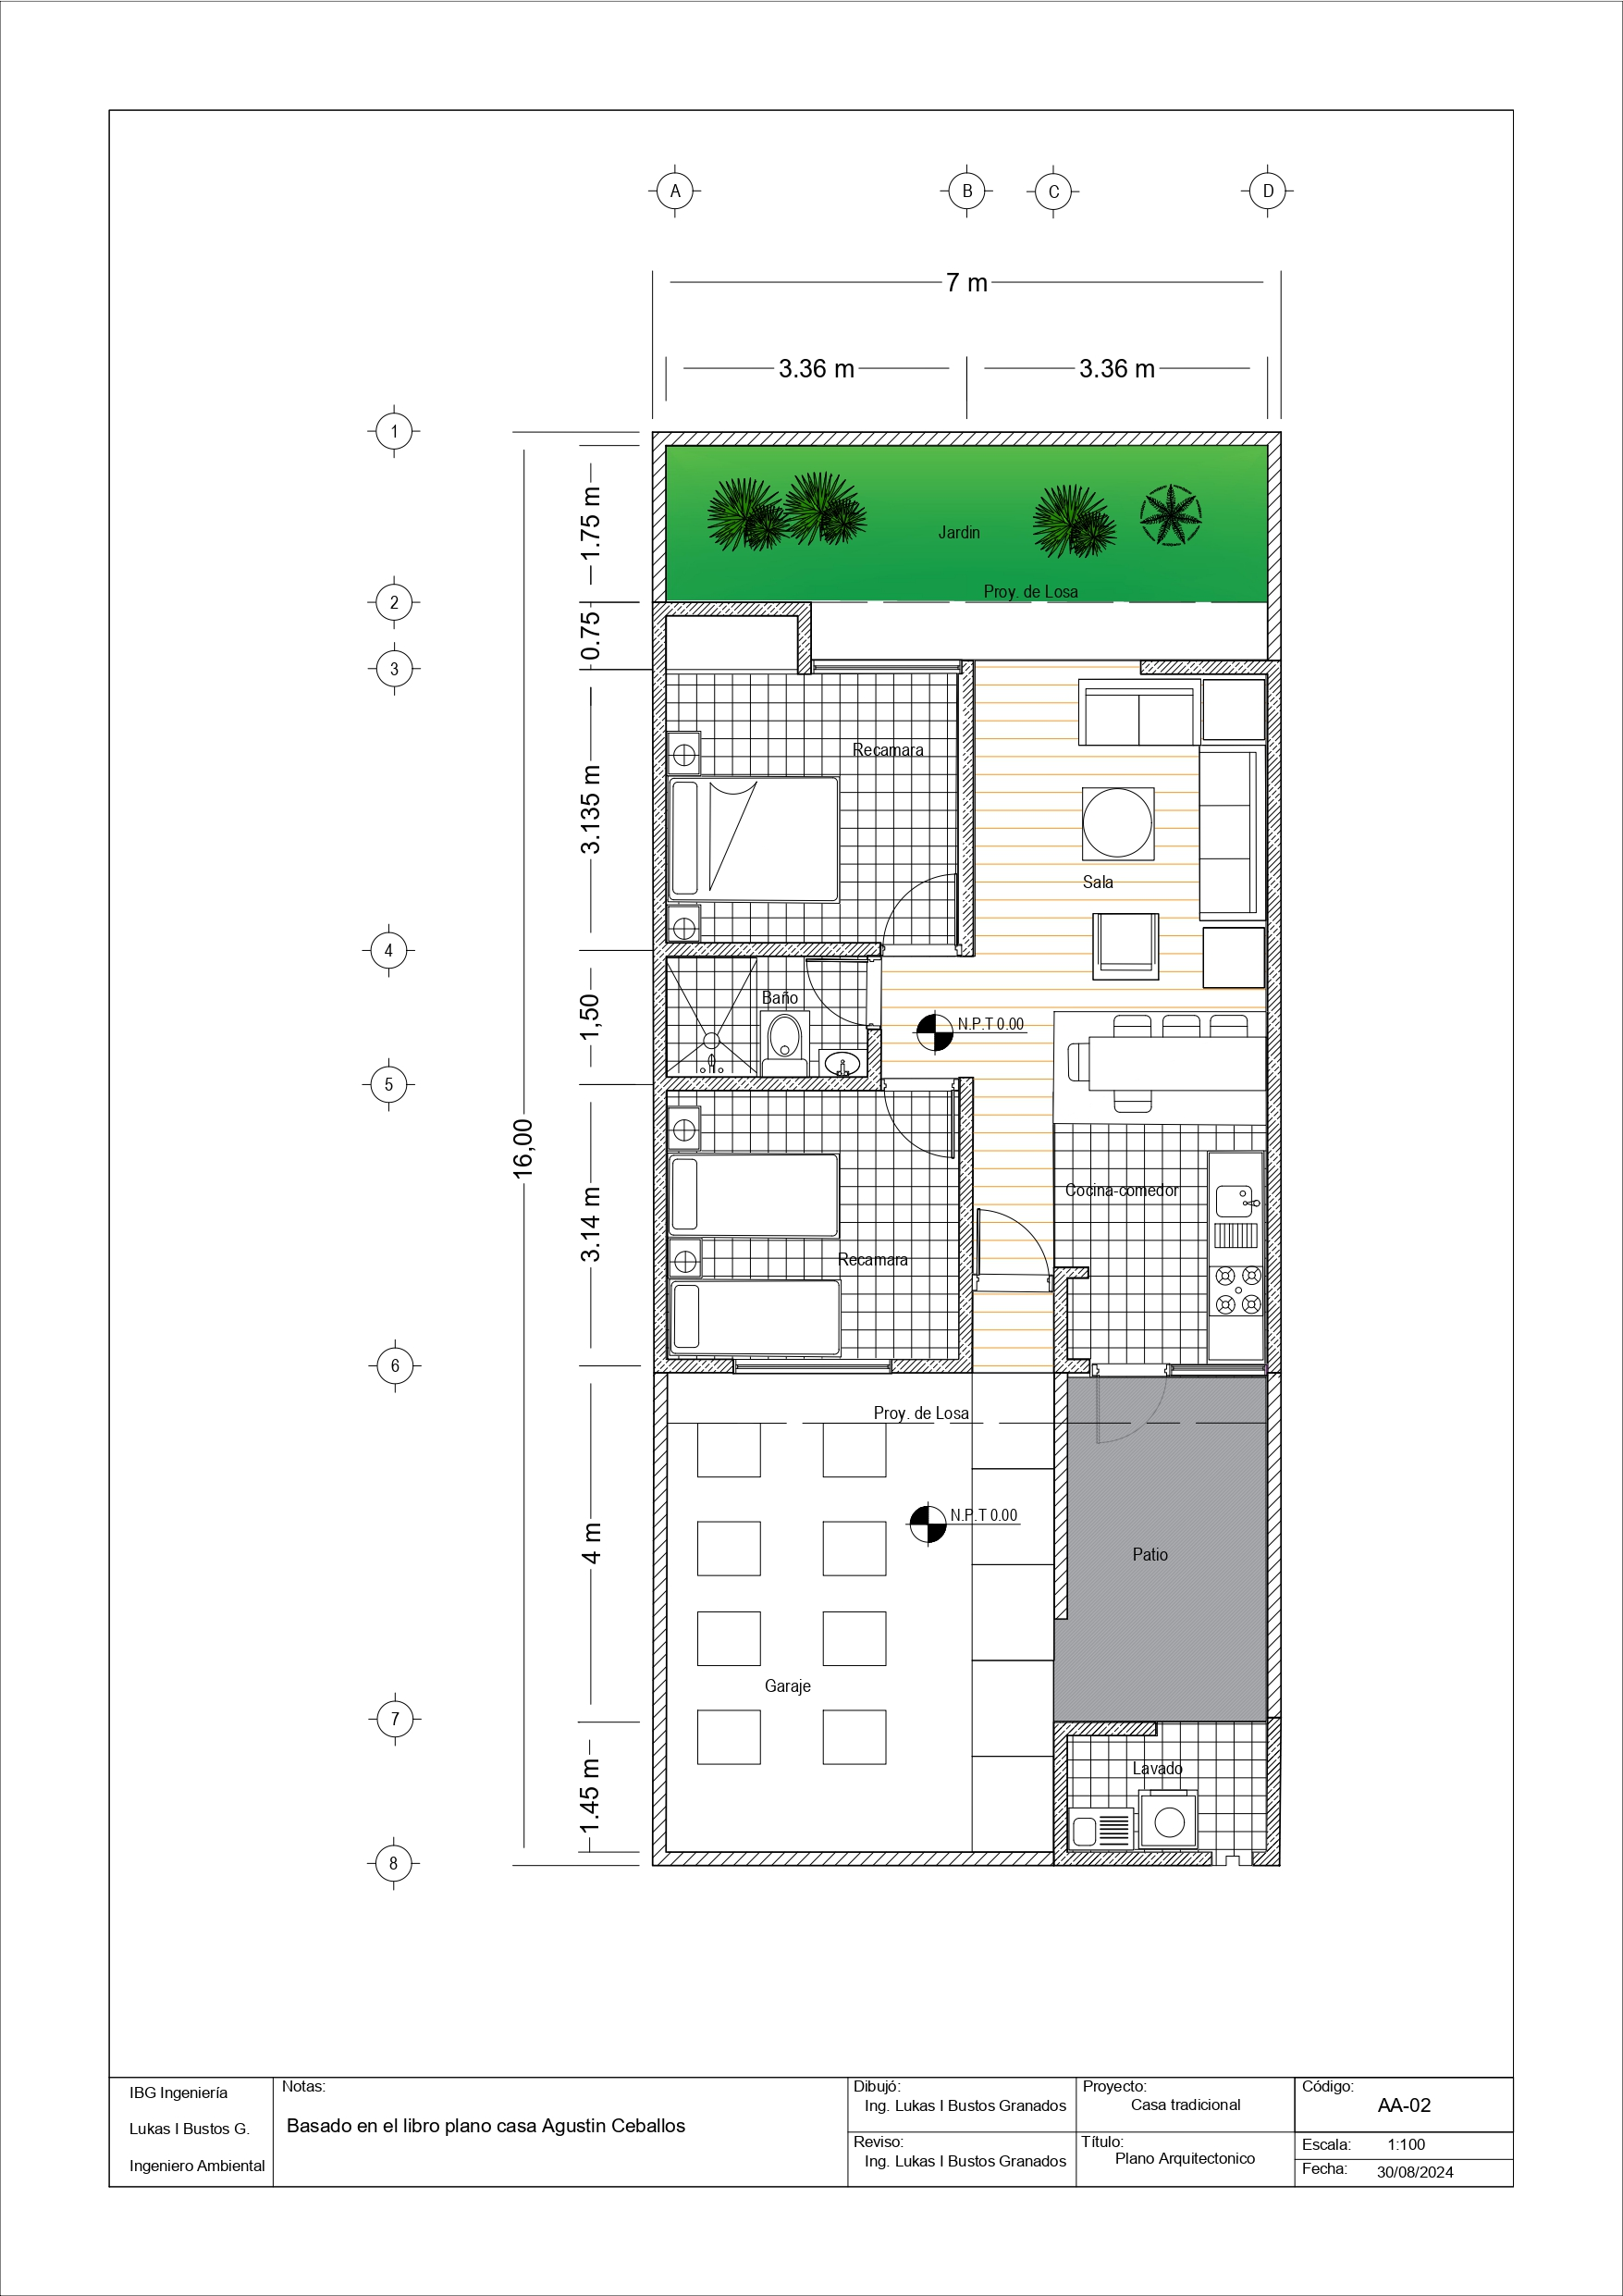 A
B
C
D
7 m
3.36 m
3.36 m
1
1.75 m
Jardin
Proy. de Losa
2
0.75
3
Recamara
3.135 m
Sala
4
Baño
1,50
N.P.T 0.00
5
16,00
3.14 m
Cocina-comedor
Recamara
6
Proy. de Losa
N.P.T 0.00
4 m
Patio
Garaje
7
Lavado
1.45 m
8
IBG Ingeniería
Lukas I Bustos G.
Ingeniero Ambiental
Notas:
Basado en el libro plano casa Agustin Ceballos
Dibujó:
Ing. Lukas I Bustos Granados
Reviso:
Ing. Lukas I Bustos Granados
Proyecto:
Casa tradicional
Título:
Plano Arquitectonico
Código:
AA-02
Escala: 1:100
Fecha: 30/08/2024